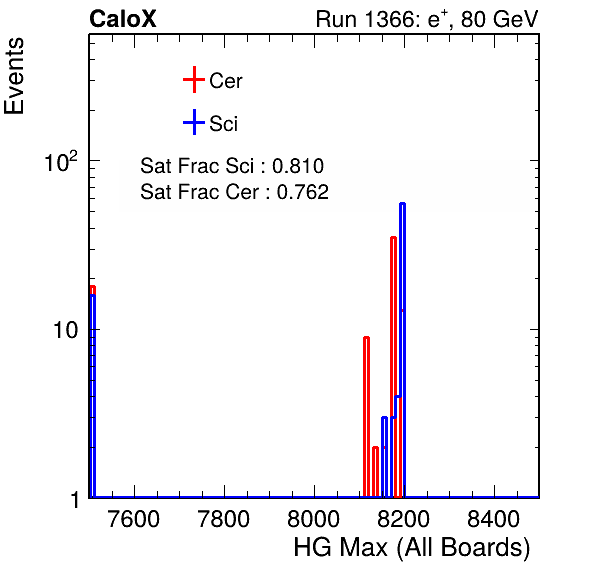 CaloX
Run 1366: e+, 80 GeV
Events
Cer
Sci
Sat Frac Sci : 0.810
Sat Frac Cer : 0.762
10²
10
1
7600 7800 8000 8200 8400
HG Max (All Boards)